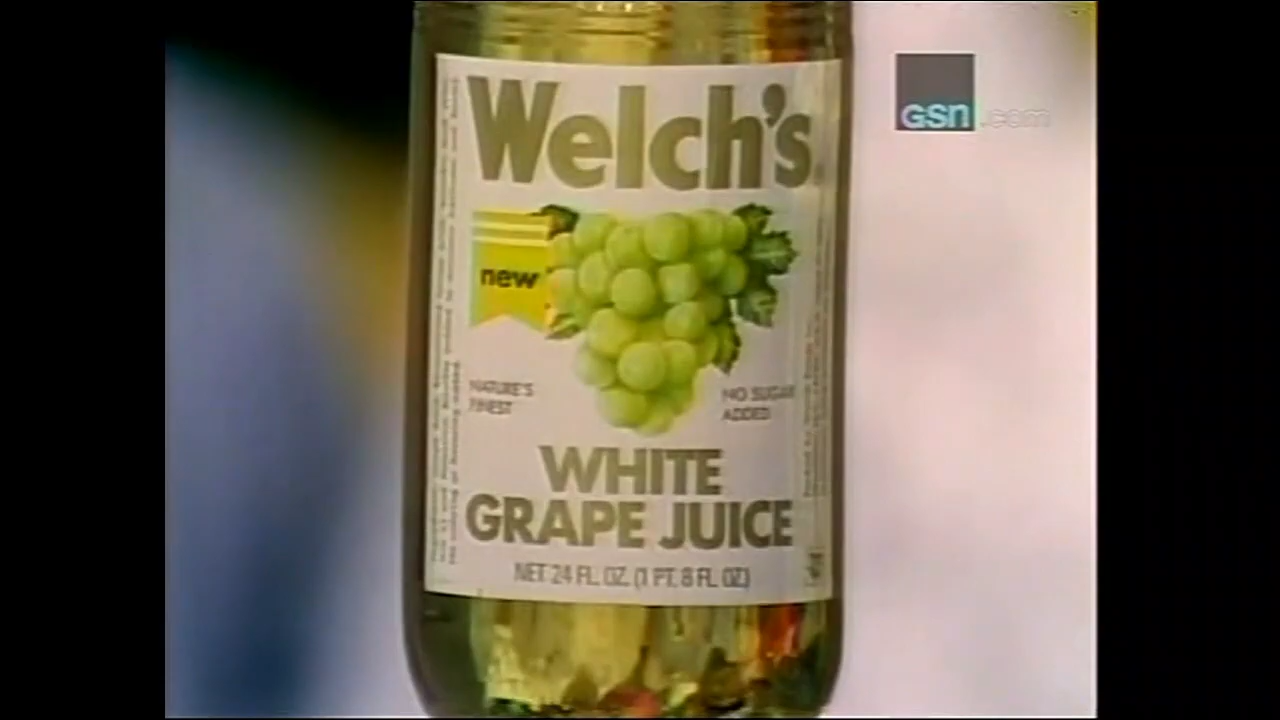 Welch's
new
NATURE'S
FINEST
NO SUGAR
ADDED
WHITE
GRAPE JUICE
NET 24 FL. OZ. (1 PT. 8 FL. OZ.)
GSN.com